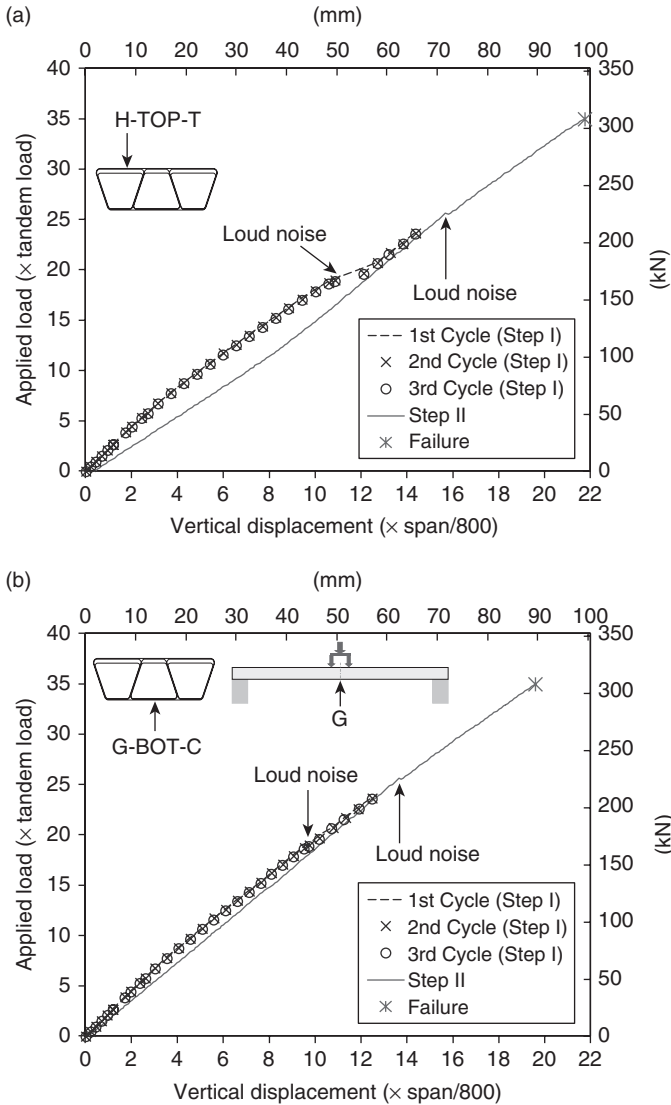 (a)
(mm)
0 10 20 30 40 50 60 70 80 90 100
40
35
30
25
20
15
10
5
0
Applied load (× tandem load)
350
300
250
200
150
100
50
0
(kN)
H-TOP-T
Loud noise
Loud noise
1st Cycle (Step I)
2nd Cycle (Step I)
3rd Cycle (Step I)
Step II
Failure
0 2 4 6 8 10 12 14 16 18 20 22
Vertical displacement (× span/800)
(b)
(mm)
0 10 20 30 40 50 60 70 80 90 100
40
35
30
25
20
15
10
5
0
Applied load (× tandem load)
350
300
250
200
150
100
50
0
(kN)
G-BOT-C
G
Loud noise
Loud noise
1st Cycle (Step I)
2nd Cycle (Step I)
3rd Cycle (Step I)
Step II
Failure
0 2 4 6 8 10 12 14 16 18 20 22
Vertical displacement (× span/800)